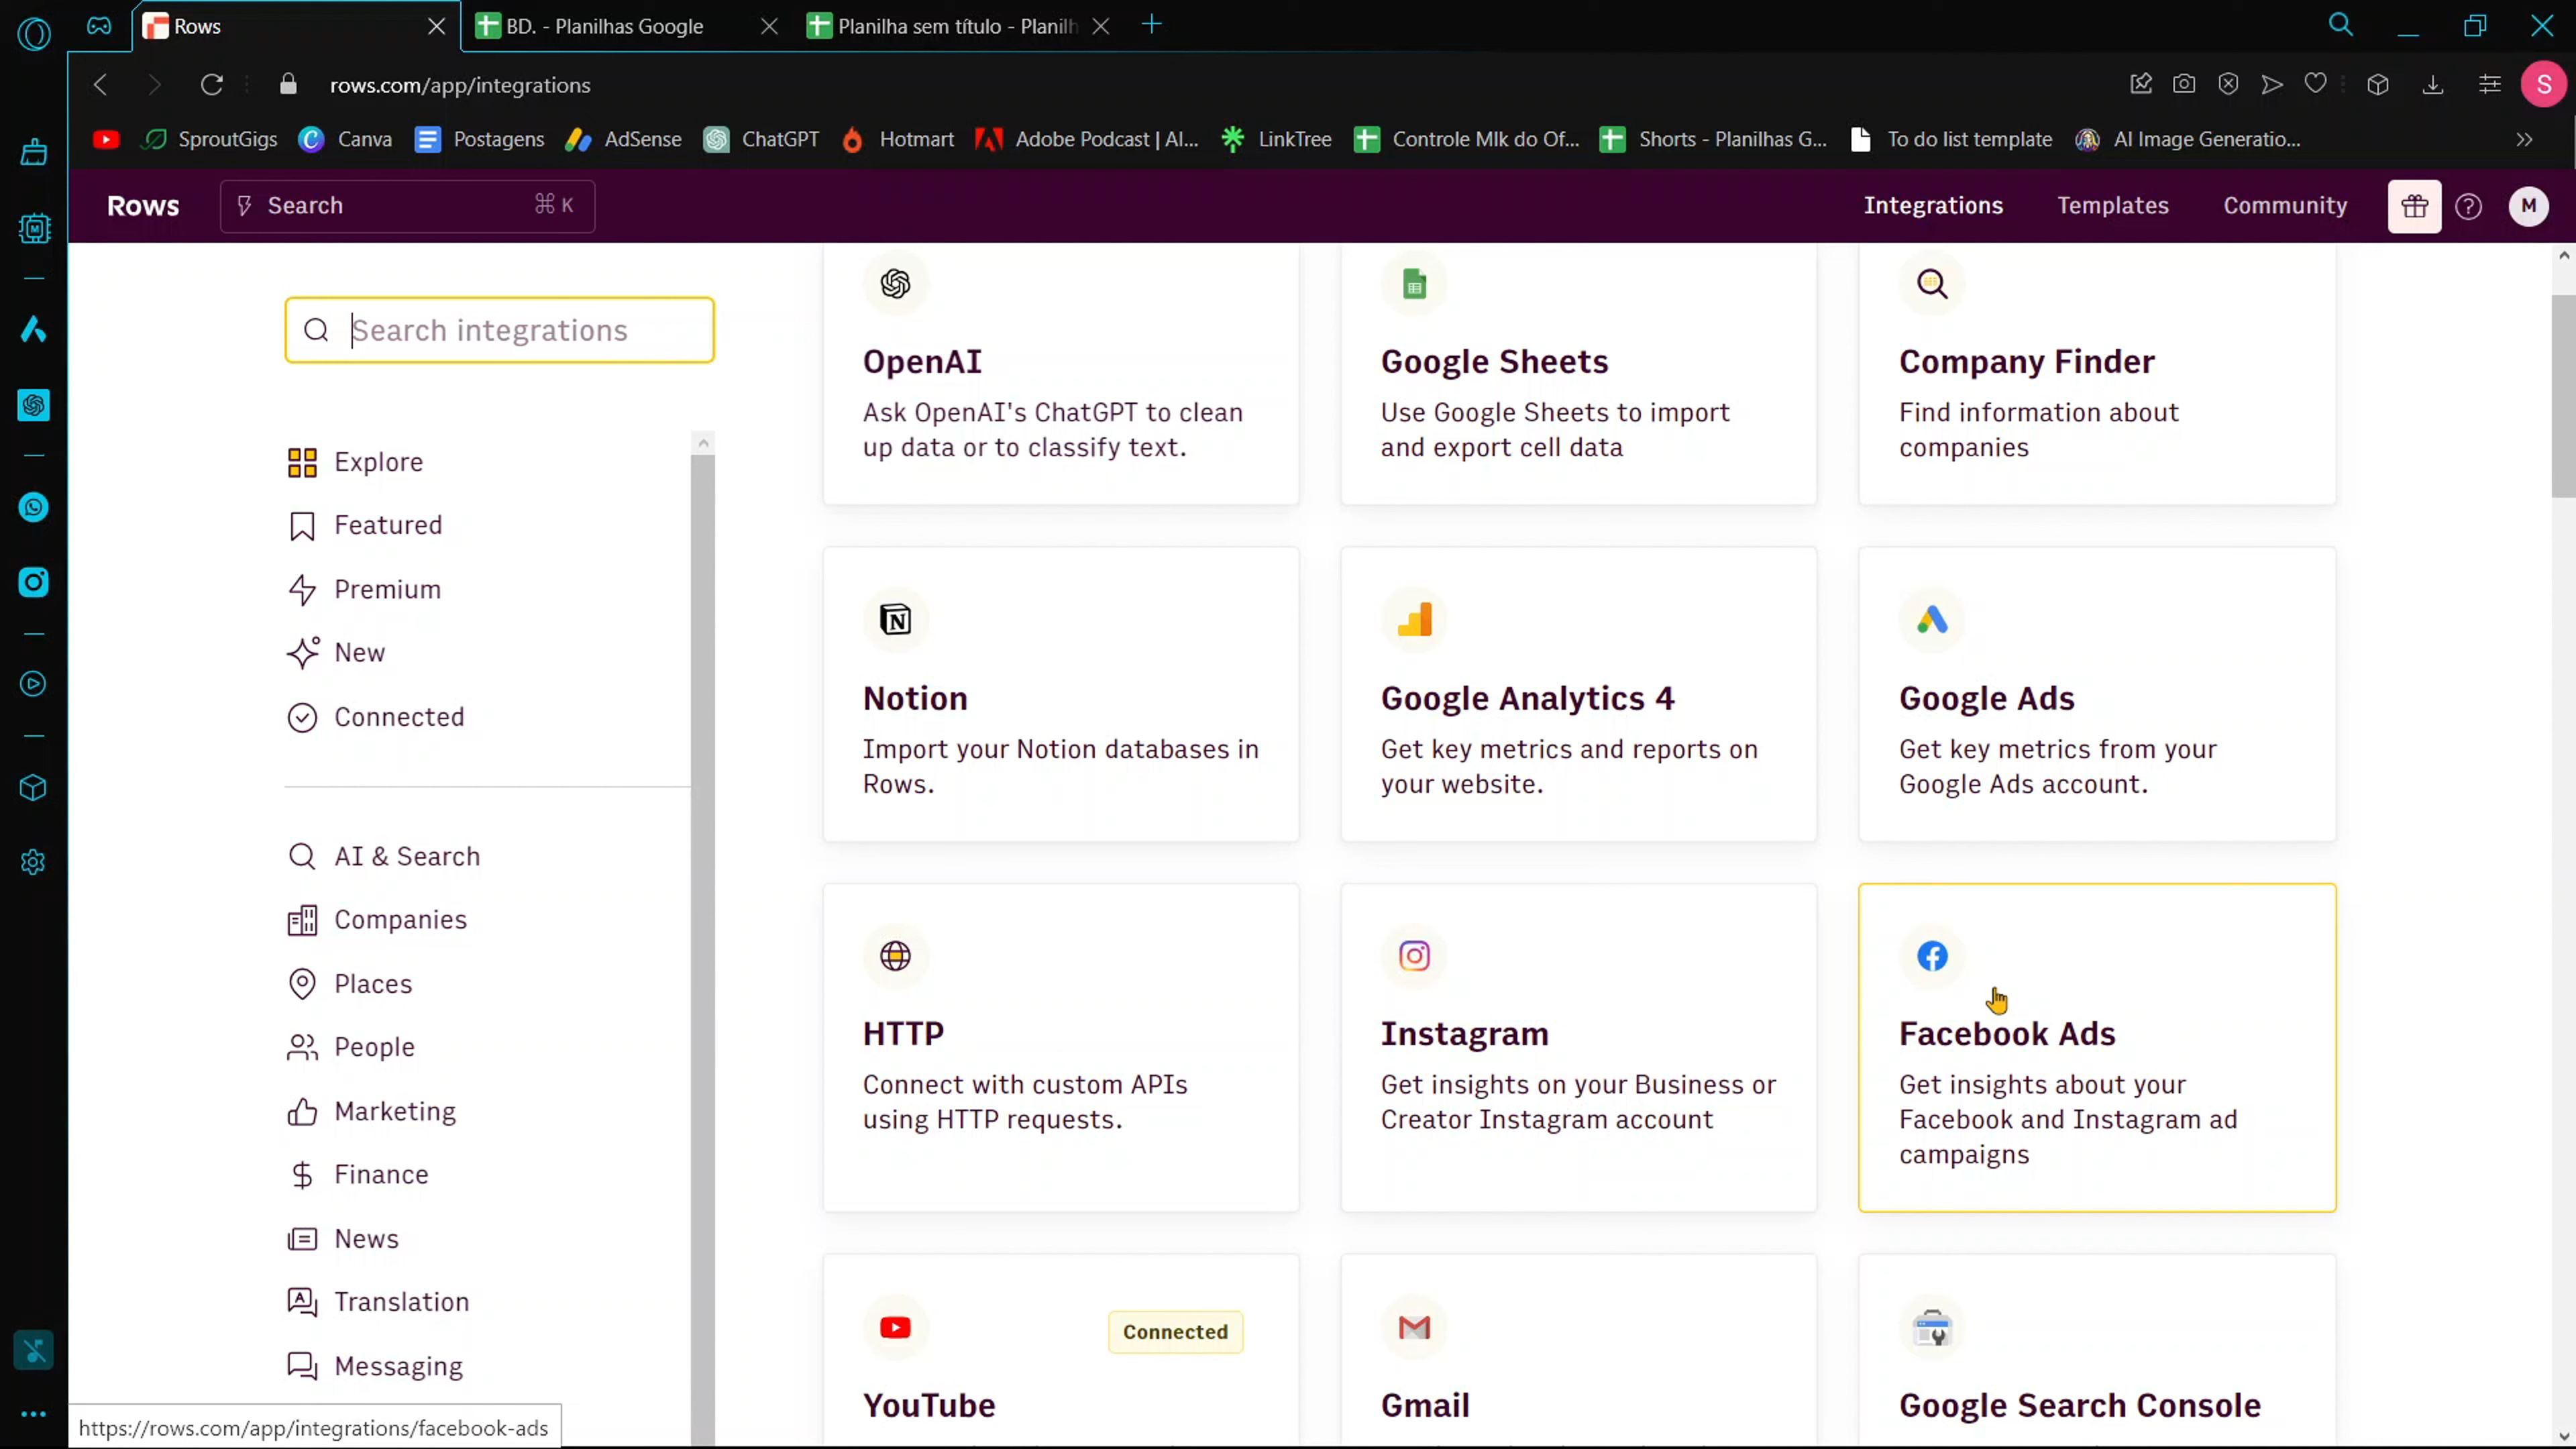 Rows
BD. - Planilhas Google
Planilha sem título - Planilh
rows.com/app/integrations
S
SproutGigs
Canva
Postagens
AdSense
ChatGPT
Hotmart
Adobe Podcast | AI...
LinkTree
Controle Mlk do Of...
Shorts - Planilhas G...
To do list template
AI Image Generatio...
Rows
Search
⌘ K
Integrations
Templates
Community
M
Search integrations
Explore
Featured
Premium
New
Connected
AI & Search
Companies
Places
People
Marketing
Finance
News
Translation
Messaging
OpenAI
Ask OpenAI's ChatGPT to clean
up data or to classify text.
Google Sheets
Use Google Sheets to import
and export cell data
Company Finder
Find information about
companies
Notion
Import your Notion databases in
Rows.
Google Analytics 4
Get key metrics and reports on
your website.
Google Ads
Get key metrics from your
Google Ads account.
HTTP
Connect with custom APIs
using HTTP requests.
Instagram
Get insights on your Business or
Creator Instagram account
Facebook Ads
Get insights about your
Facebook and Instagram ad
campaigns
Connected
YouTube
Gmail
Google Search Console
https://rows.com/app/integrations/facebook-ads